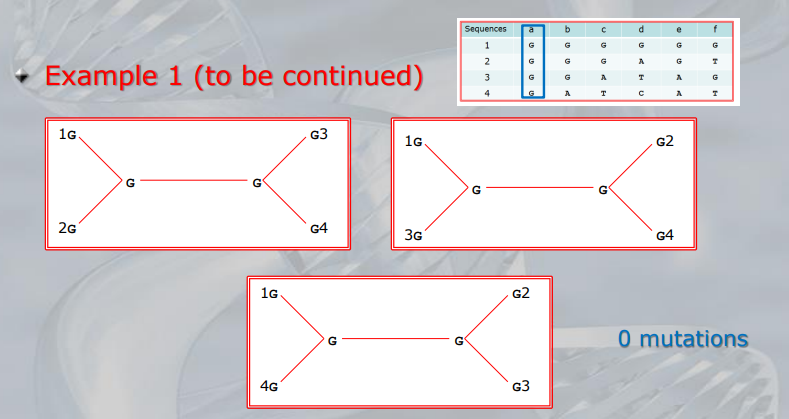 Sequences a b c d e f
1 G G G G G G
2 G G G A G T
3 G G A T A G
4 G A T C A T
Example 1 (to be continued)
1G G3
G G
2G G4
1G G2
G G
3G G4
1G G2
G G
4G G3
0 mutations